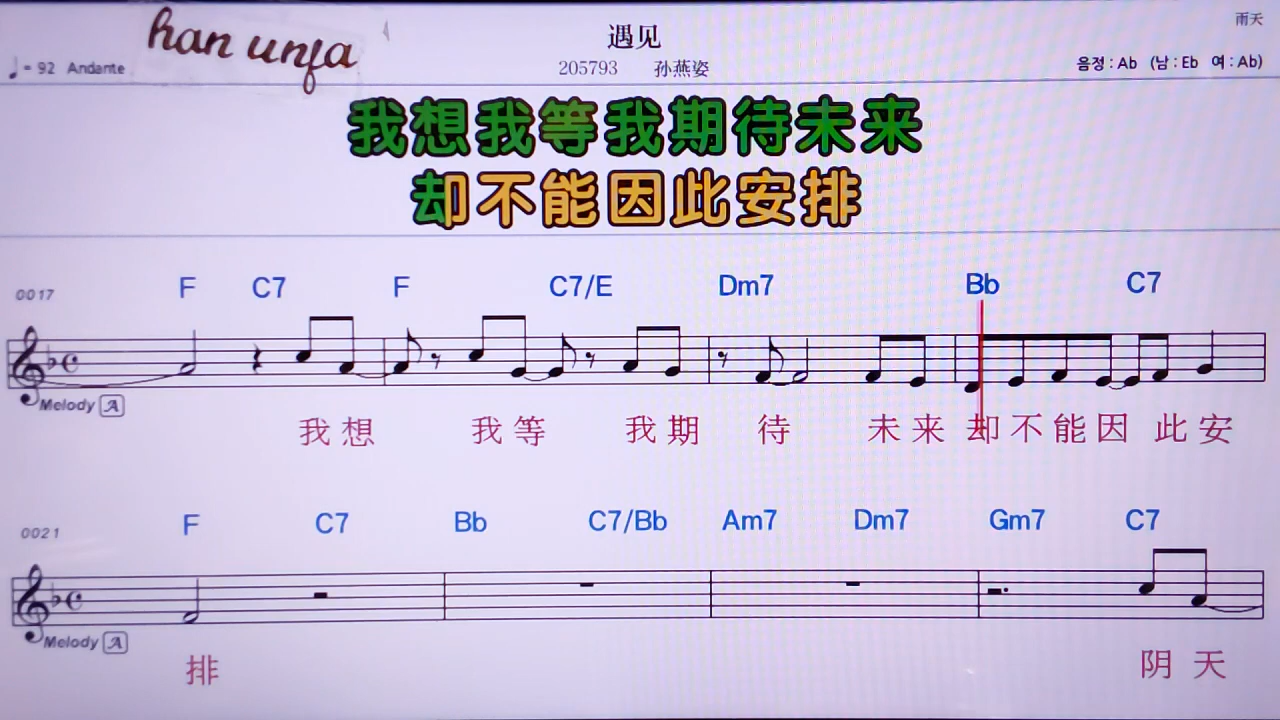 han unfa
遇见
雨天
♩= 92 Andante
205793 孙燕姿
음정 : Ab (남 : Eb 여 : Ab)
我想我等我期待未来
却不能因此安排
0017 F C7 F C7/E Dm7 Bb C7
Melody A
我想 我等 我期 待 未来 却不能因 此安
0021 F C7 Bb C7/Bb Am7 Dm7 Gm7 C7
Melody A
排 阴天